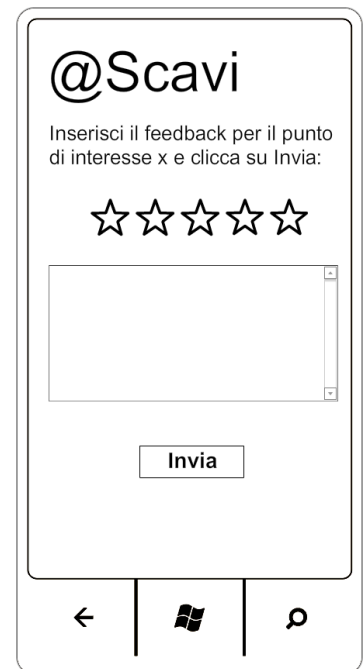 @Scavi
Inserisci il feedback per il punto
di interesse x e clicca su Invia:
Invia